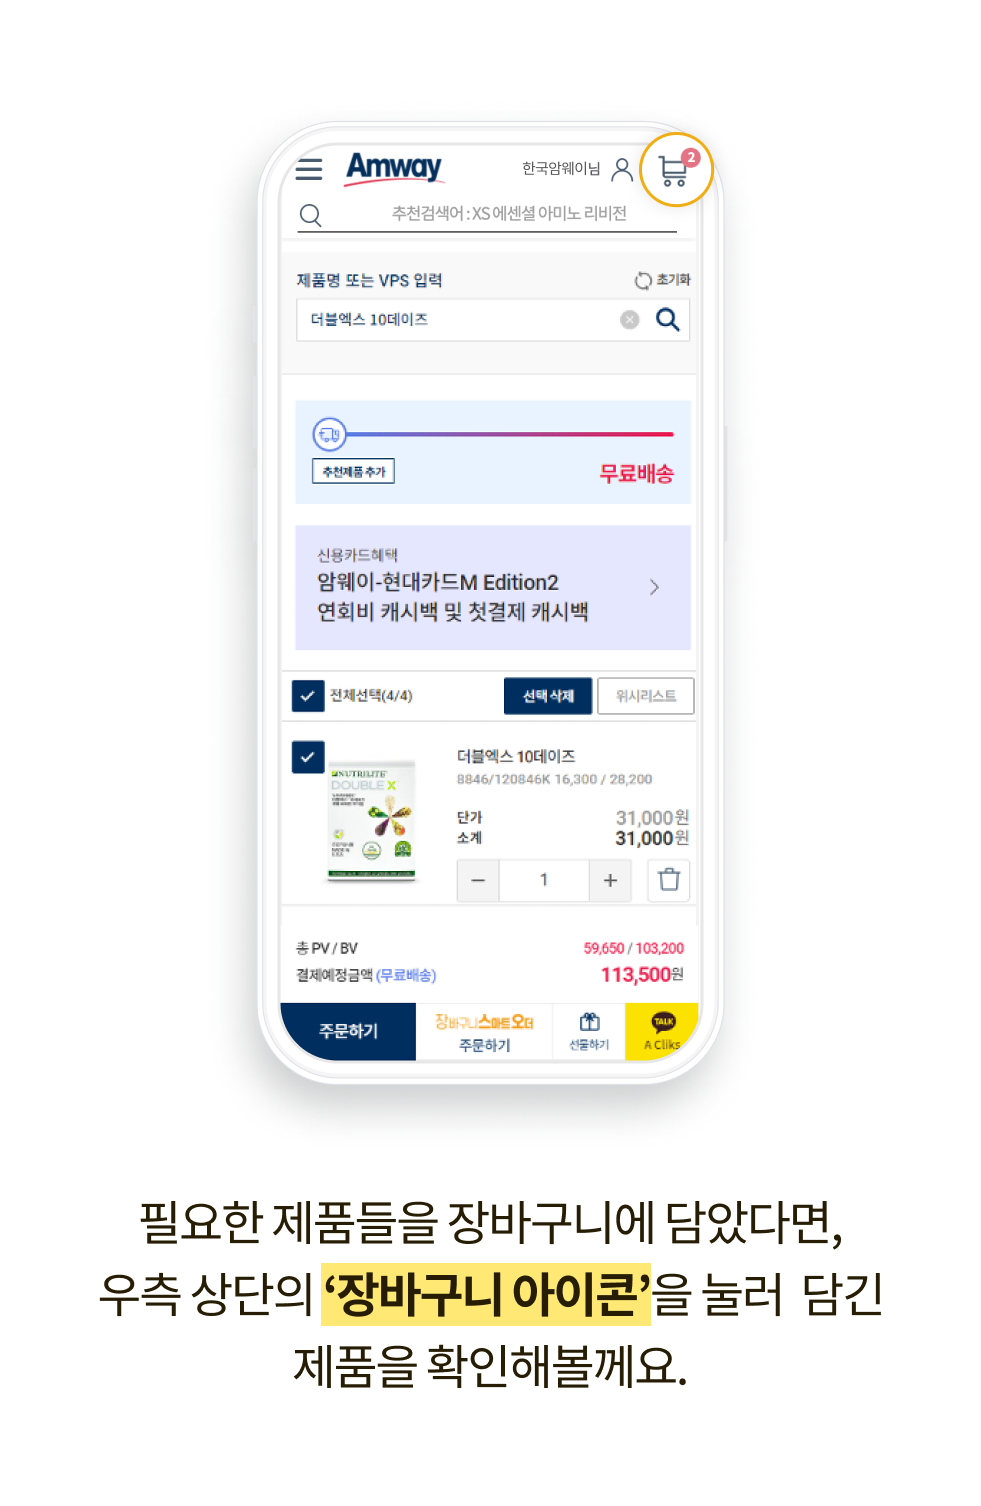 Amway
한국암웨이님
2
추천검색어 : XS 에센셜 아미노 리비전
제품명 또는 VPS 입력
초기화
더블엑스 10데이즈
추천제품 추가
무료배송
신용카드혜택
암웨이-현대카드M Edition2
연회비 캐시백 및 첫결제 캐시백
전체선택(4/4)
선택 삭제
위시리스트
NUTRILITE
DOUBLE X
더블엑스 10데이즈
8846/120846K 16,300 / 28,200
단가
31,000원
소계
31,000원
1
총 PV / BV
59,650 / 103,200
결제예정금액 (무료배송)
113,500원
주문하기
장바구니스마트오더
주문하기
선물하기
TALK
A Cliks
필요한 제품들을 장바구니에 담았다면,
우측 상단의 ‘장바구니 아이콘’을 눌러 담긴
제품을 확인해볼께요.